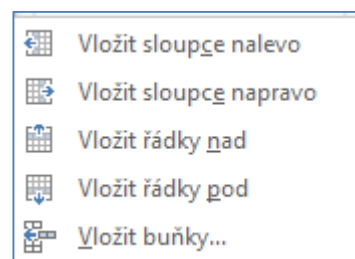 Vložit sloupce nalevo
Vložit sloupce napravo
Vložit řádky nad
Vložit řádky pod
Vložit buňky...